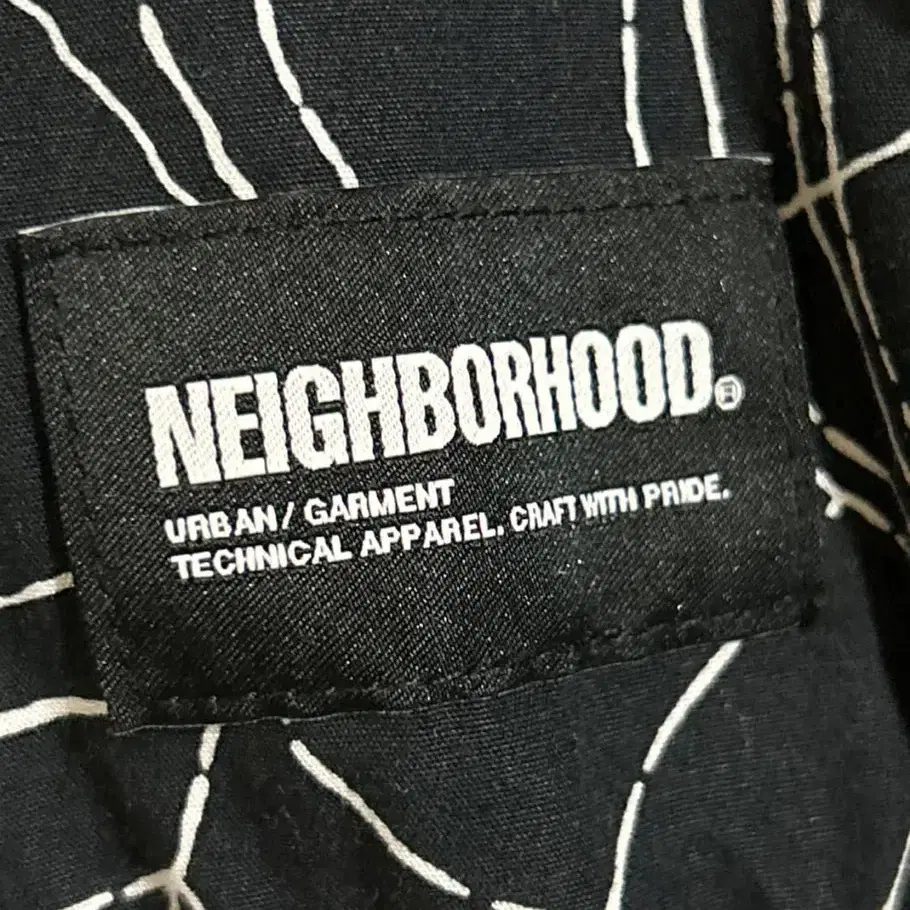 NEIGHBORHOOD®
URBAN / GARMENT
TECHNICAL APPAREL. CRAFT WITH PRIDE.